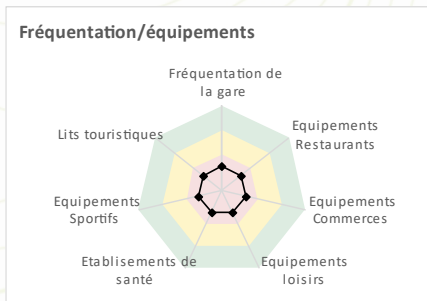 Fréquentation/équipements
Fréquentation de
la gare
Equipements
Restaurants
Equipements
Commerces
Equipements
loisirs
Etablisements de
santé
Equipements
Sportifs
Lits touristiques